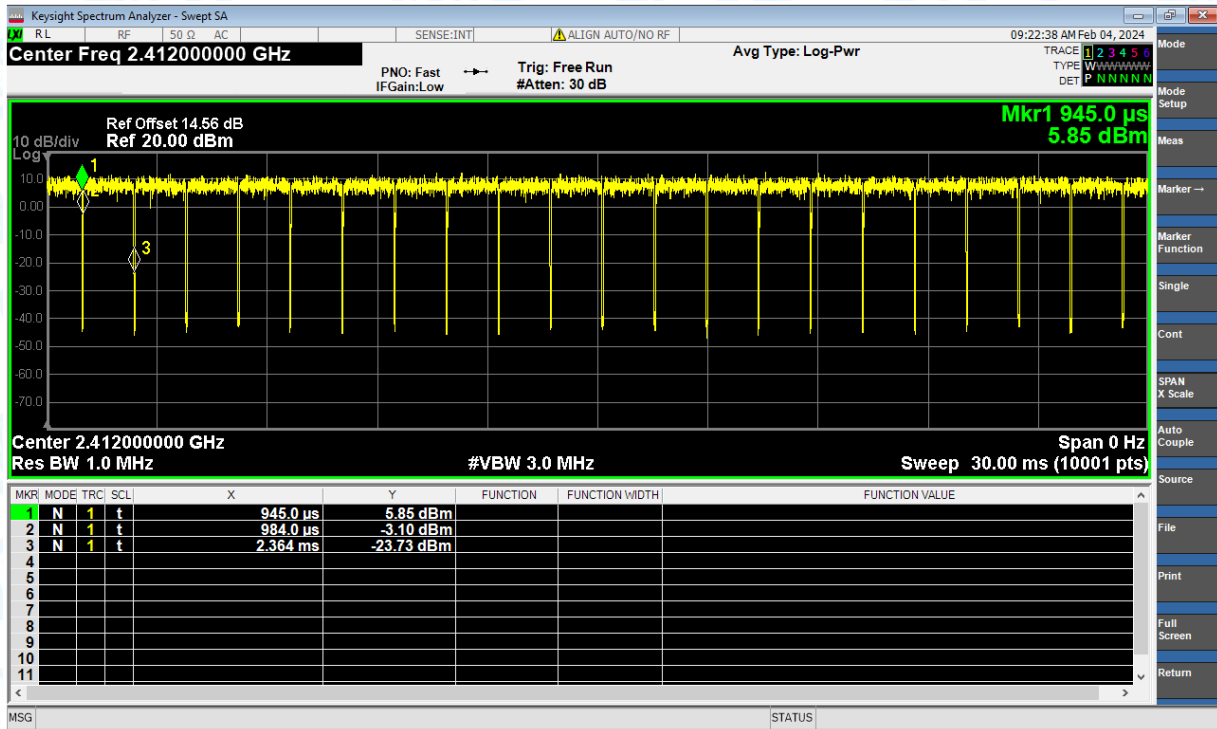 Keysight Spectrum Analyzer - Swept SA
LXI RL RF 50 Ω AC SENSE:INT ALIGN AUTO/NO RF 09:22:38 AM Feb 04, 2024
Center Freq 2.412000000 GHz
PNO: Fast
IFGain:Low
Trig: Free Run
#Atten: 30 dB
Avg Type: Log-Pwr
TRACE 1 2 3 4 5 6
TYPE WWWWWW
DET P N N N N N
Mkr1 945.0 µs
5.85 dBm
Ref Offset 14.56 dB
10 dB/div Ref 20.00 dBm
Log
10.0
0.00
-10.0
-20.0
-30.0
-40.0
-50.0
-60.0
-70.0
1
2
3
Center 2.412000000 GHz Span 0 Hz
Res BW 1.0 MHz #VBW 3.0 MHz Sweep 30.00 ms (10001 pts)
MKR MODE TRC SCL X Y FUNCTION FUNCTION WIDTH FUNCTION VALUE
1 N 1 t 945.0 µs 5.85 dBm
2 N 1 t 984.0 µs -3.10 dBm
3 N 1 t 2.364 ms -23.73 dBm
4
5
6
7
8
9
10
11
MSG STATUS
Mode
Mode
Setup
Meas
Marker→
Marker
Function
Single
Cont
SPAN
X Scale
Auto
Couple
Source
File
Print
Full
Screen
Return